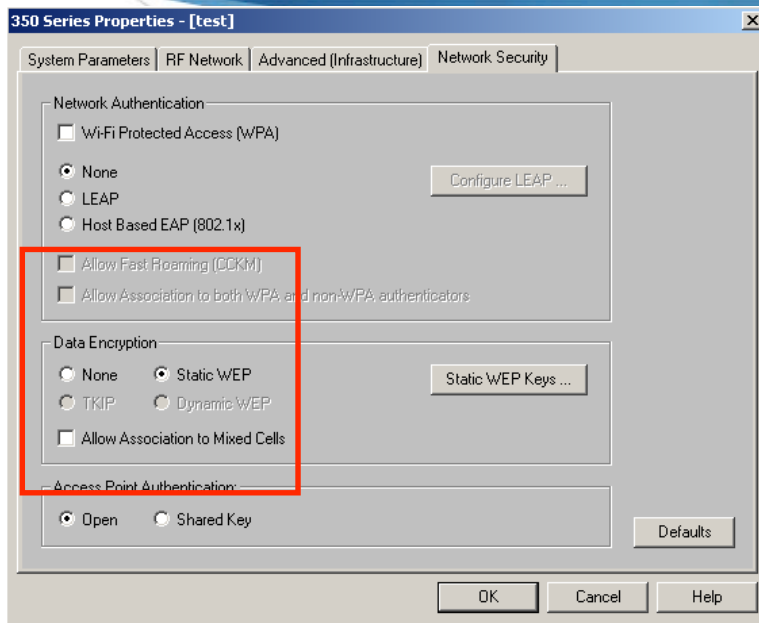 350 Series Properties - [test]
System Parameters RF Network Advanced (Infrastructure) Network Security
Network Authentication
Wi-Fi Protected Access (WPA)
None
Configure LEAP ...
LEAP
Host Based EAP (802.1x)
Allow Fast Roaming (CCKM)
Allow Association to both WPA and non-WPA authenticators
Data Encryption
None Static WEP Static WEP Keys ...
TKIP Dynamic WEP
Allow Association to Mixed Cells
Access Point Authentication:
Open Shared Key
Defaults
OK Cancel Help